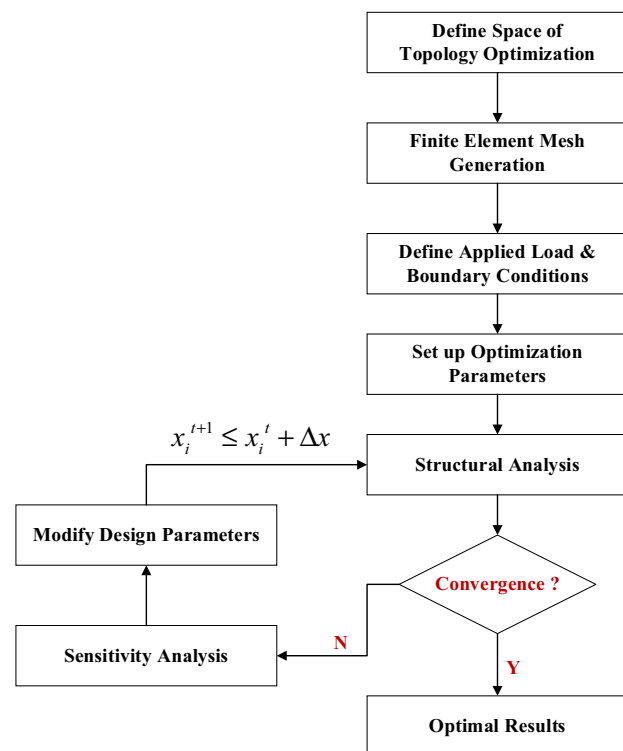 Define Space of
Topology Optimization
Finite Element Mesh
Generation
Define Applied Load &
Boundary Conditions
Set up Optimization
Parameters
x_i^{t+1} ≤ x_i^t + Δx
Structural Analysis
Modify Design Parameters
Convergence ?
N
Sensitivity Analysis
Y
Optimal Results